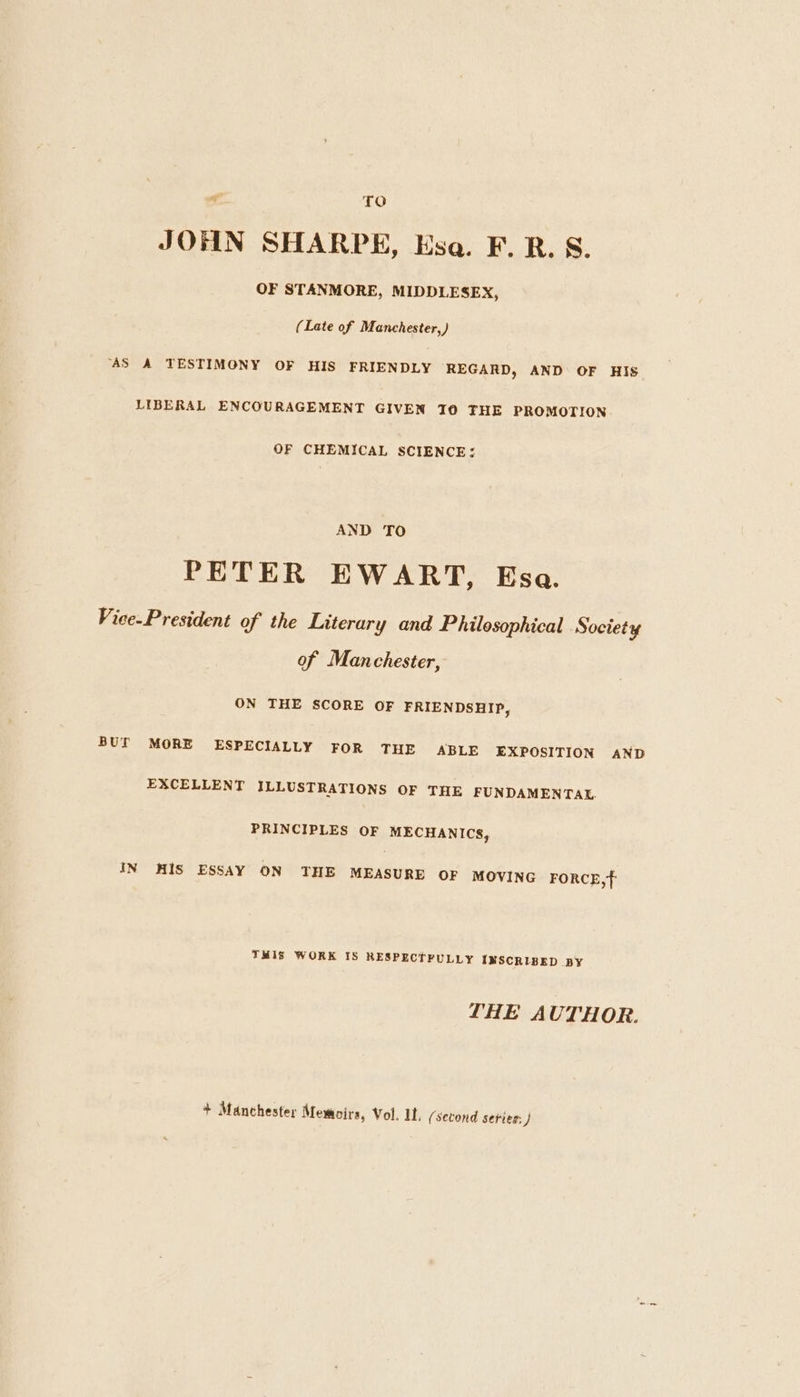 TO
JOHN SHARPE, Esq. F. R. S.
OF STANMORE, MIDDLESEX,
(Late of Manchester,)
AS A TESTIMONY OF HIS FRIENDLY REGARD, AND OF HIS
LIBERAL ENCOURAGEMENT GIVEN TO THE PROMOTION
OF CHEMICAL SCIENCE:
AND TO
PETER EWART, Esq.
Vice-President of the Literary and Philosophical Society
of Manchester,
ON THE SCORE OF FRIENDSHIP,
BUT MORE ESPECIALLY FOR THE ABLE EXPOSITION AND
EXCELLENT ILLUSTRATIONS OF THE FUNDAMENTAL
PRINCIPLES OF MECHANICS,
IN HIS ESSAY ON THE MEASURE OF MOVING FORCE,†
THIS WORK IS RESPECTFULLY INSCRIBED BY
THE AUTHOR.
† Manchester Memoirs, Vol. II. (second series.)